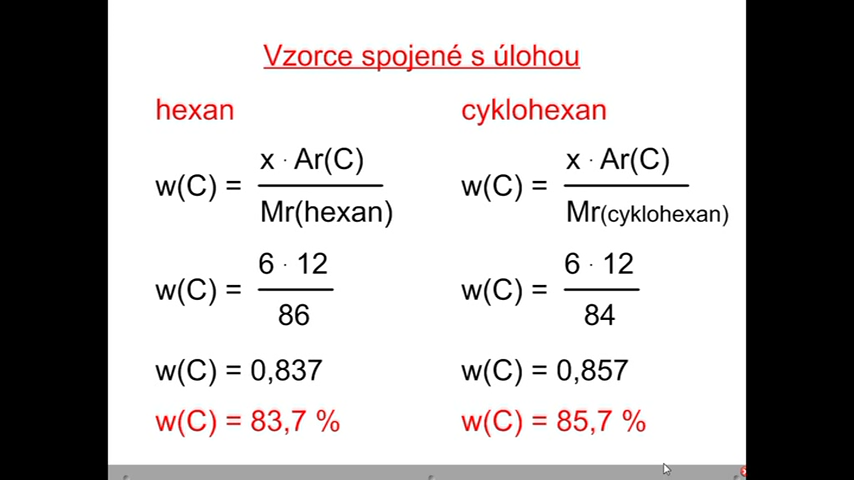 Vzorce spojené s úlohou
hexan
w(C) = x · Ar(C) / Mr(hexan)
w(C) = 6 · 12 / 86
w(C) = 0,837
w(C) = 83,7 %
cyklohexan
w(C) = x · Ar(C) / Mr(cyklohexan)
w(C) = 6 · 12 / 84
w(C) = 0,857
w(C) = 85,7 %